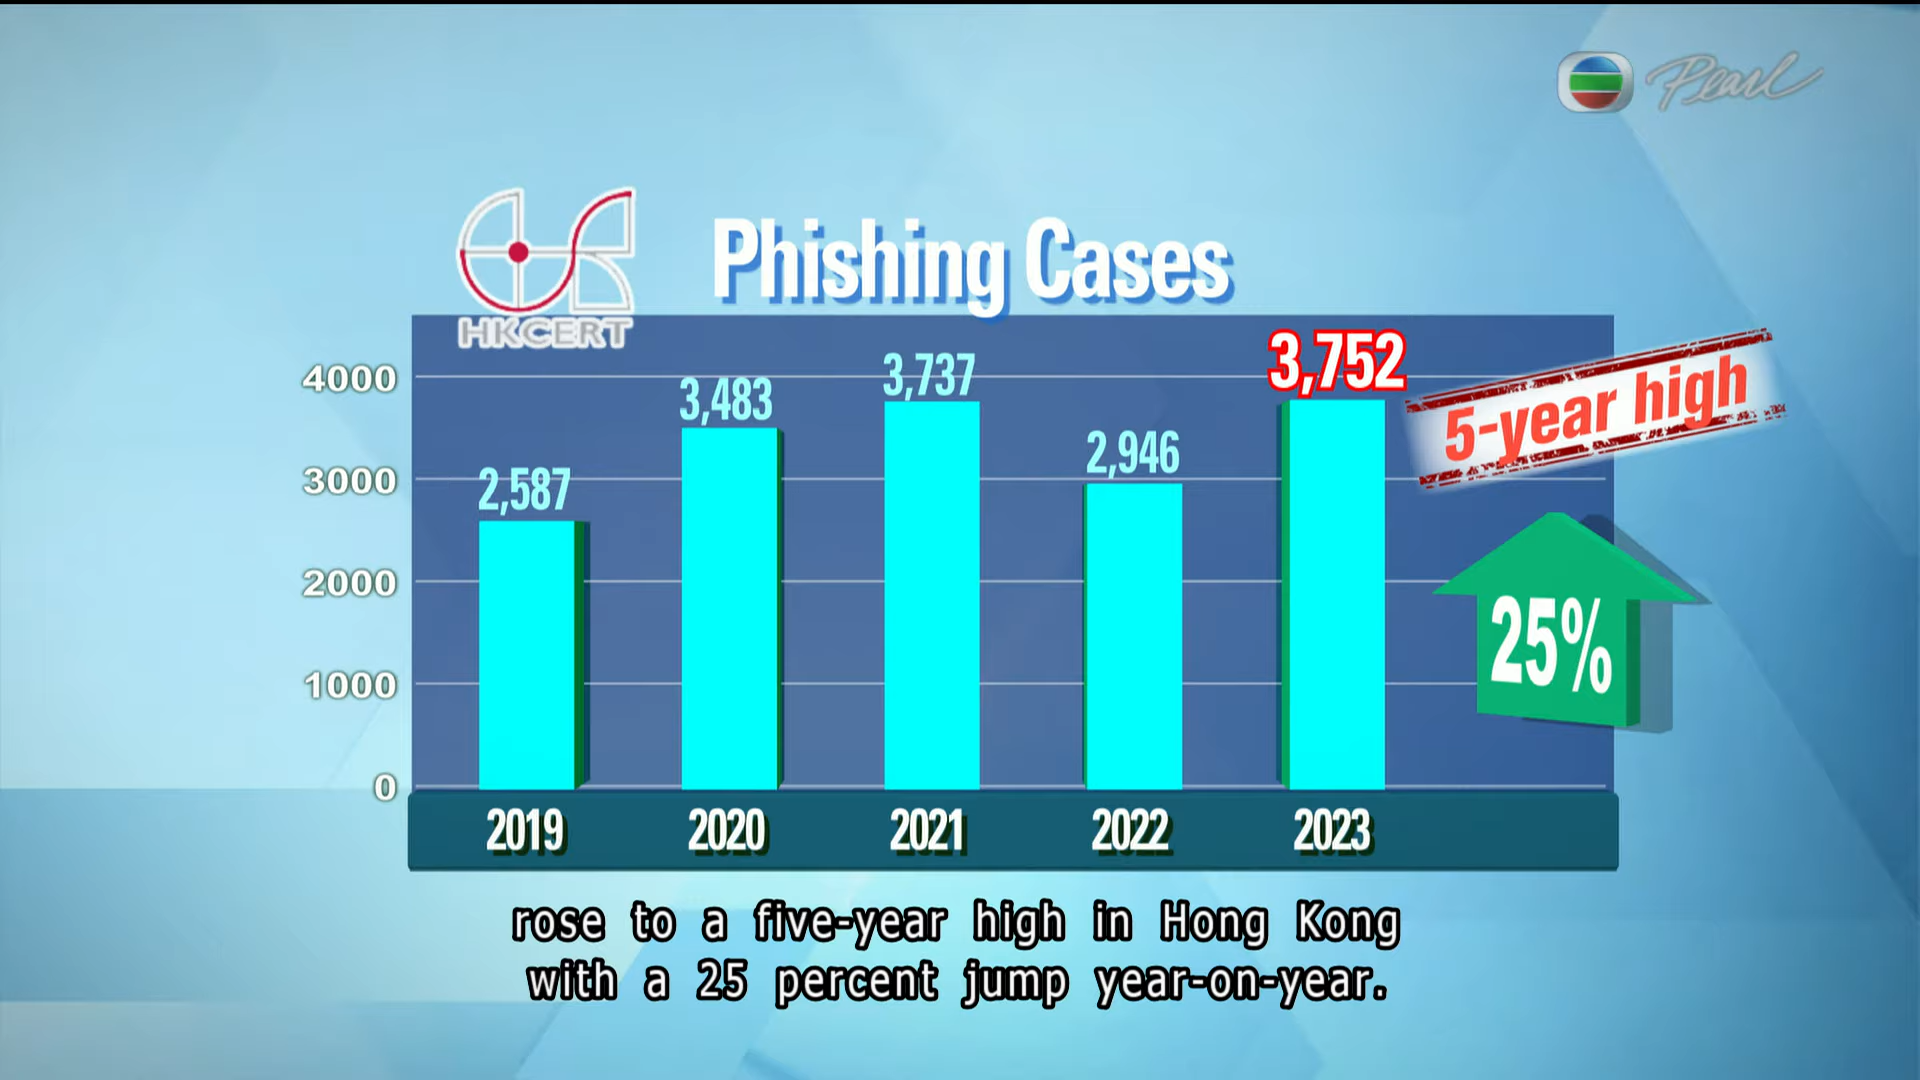 Pearl
HKCERT
Phishing Cases
4000
3000
2000
1000
0
2,587
3,483
3,737
2,946
3,752
5-year high
25%
2019
2020
2021
2022
2023
rose to a five-year high in Hong Kong
with a 25 percent jump year-on-year.